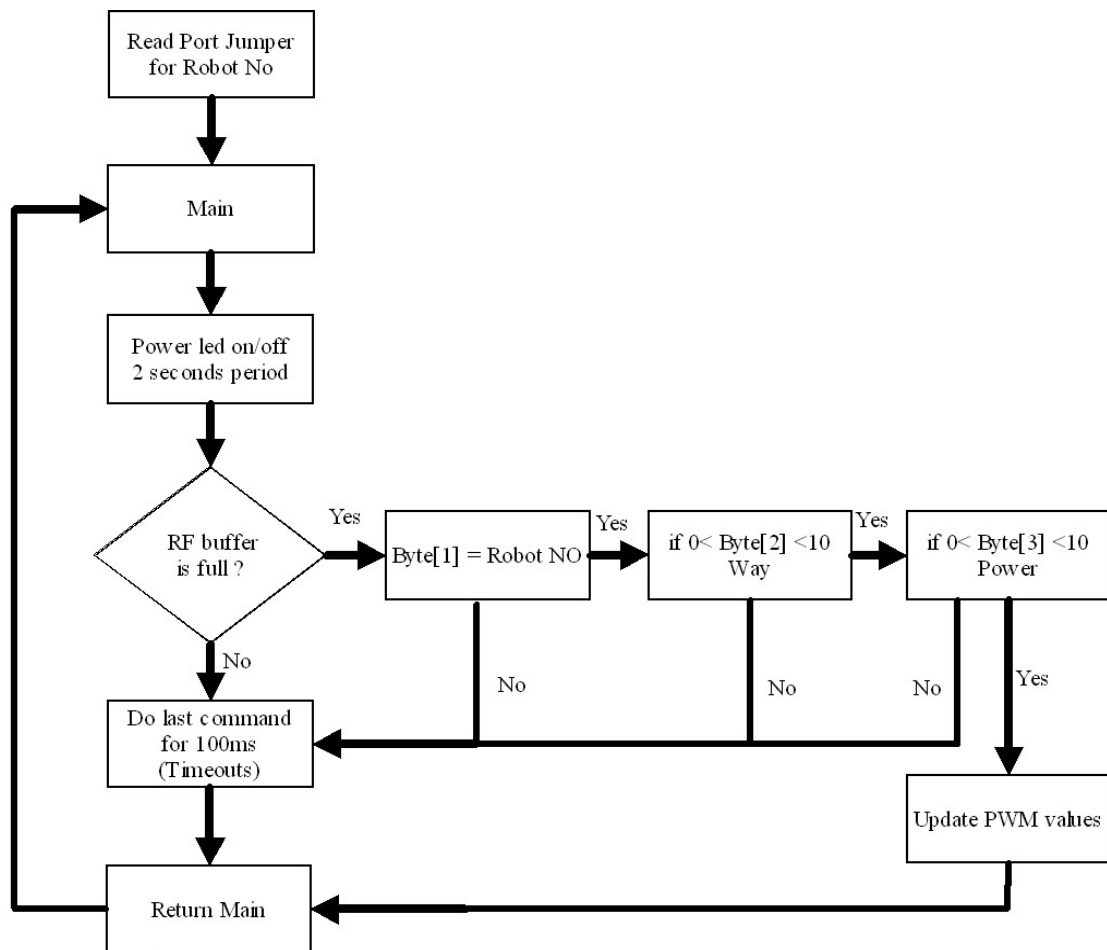 Read Port Jumper
for Robot No
Main
Power led on/off
2 seconds period
RF buffer
is full ?
Yes
Byte[1] = Robot NO
Yes
if 0< Byte[2] <10
Way
Yes
if 0< Byte[3] <10
Power
No
No
No
No
Yes
Do last command
for 100ms
(Timeouts)
Update PWM values
Return Main